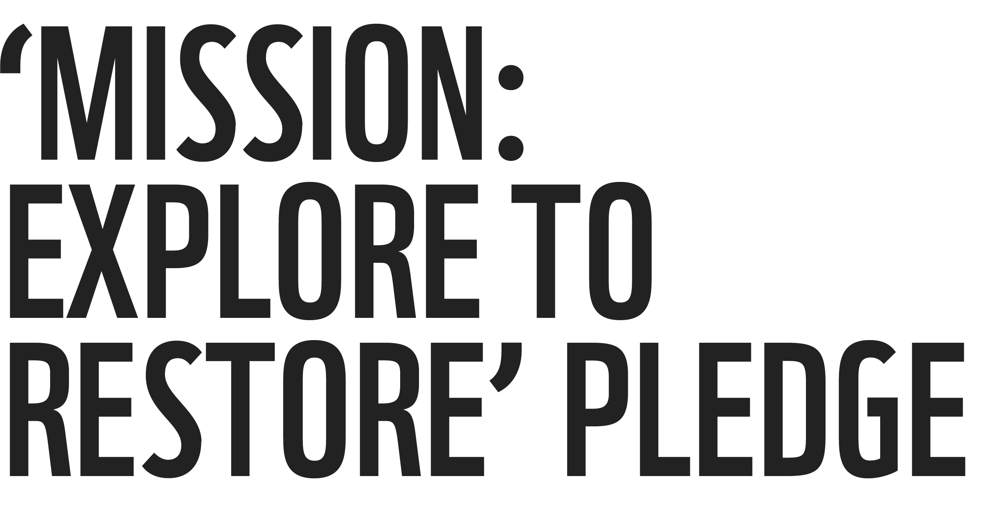 ‘MISSION:
EXPLORE TO
RESTORE’ PLEDGE